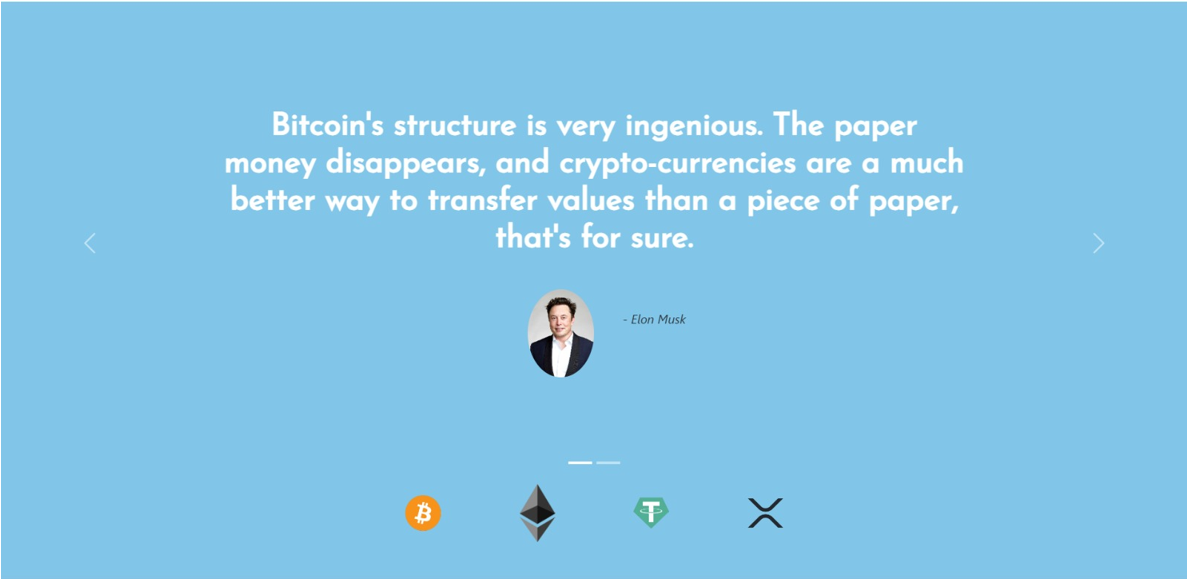 Bitcoin's structure is very ingenious. The paper
money disappears, and crypto-currencies are a much
better way to transfer values than a piece of paper,
that's for sure.
- Elon Musk